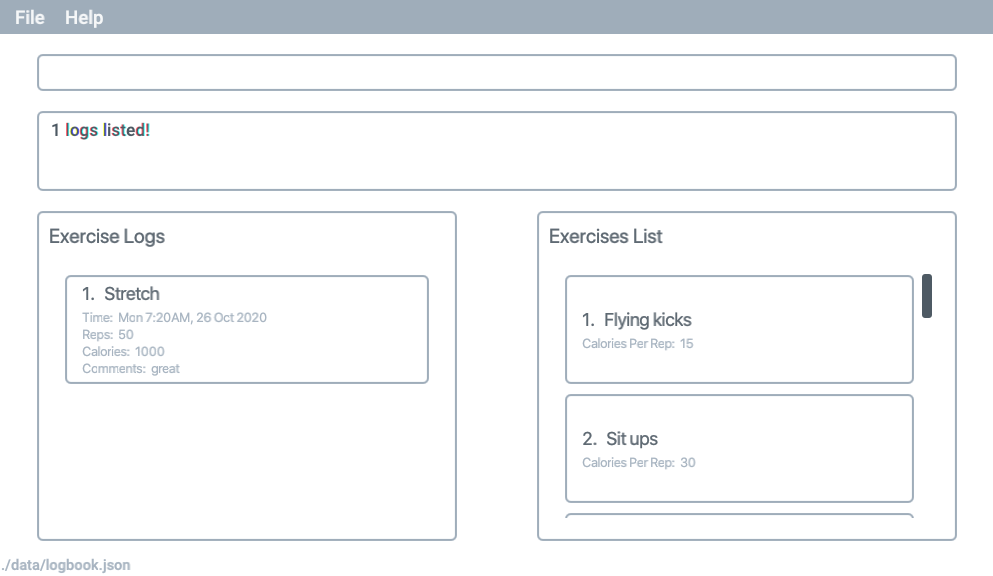 File Help
1 logs listed!
Exercise Logs
1. Stretch
Time: Mon 7:20AM, 26 Oct 2020
Reps: 50
Calories: 1000
Comments: great
Exercises List
1. Flying kicks
Calories Per Rep: 15
2. Sit ups
Calories Per Rep: 30
./data/logbook.json